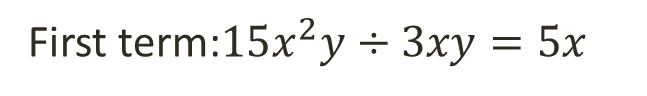 First term:15x²y ÷ 3xy = 5x